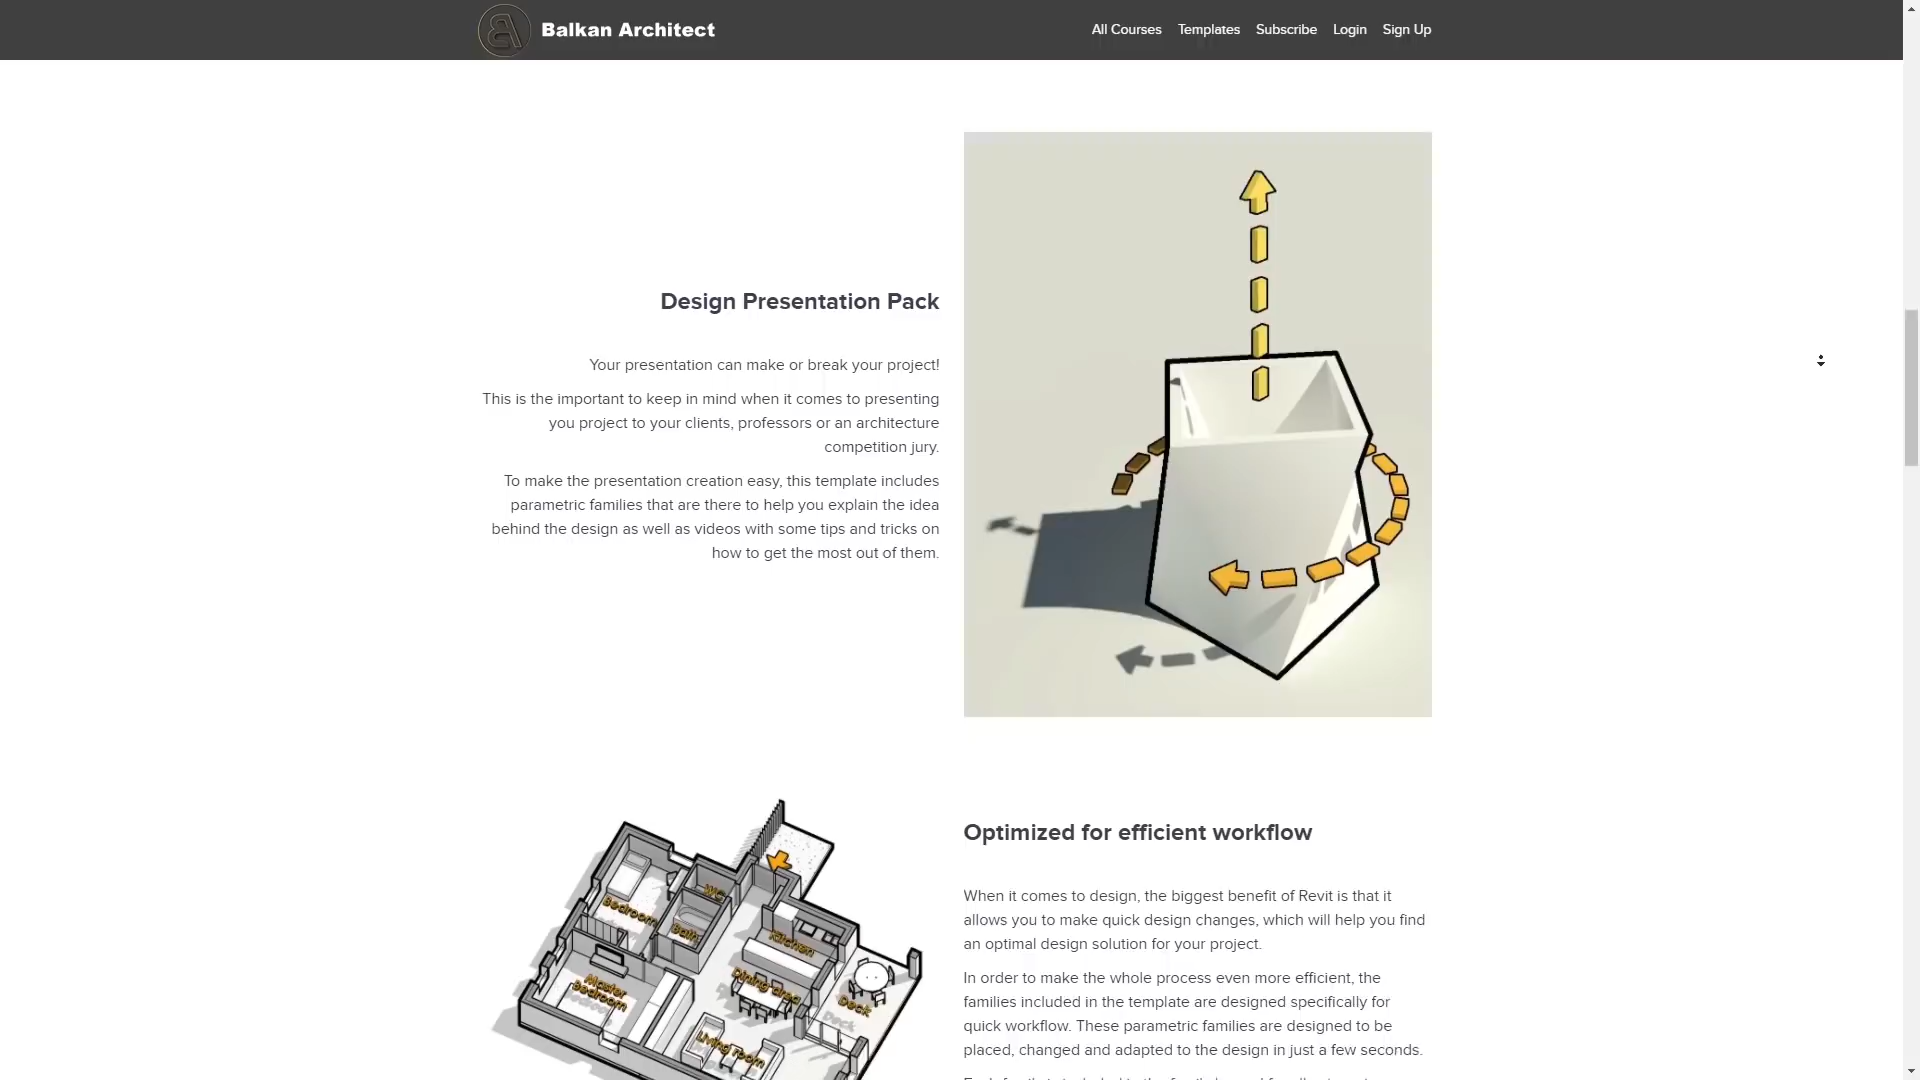 Balkan Architect
All Courses Templates Subscribe Login Sign Up
Design Presentation Pack
Your presentation can make or break your project!
This is the important to keep in mind when it comes to presenting
you project to your clients, professors or an architecture
competition jury.
To make the presentation creation easy, this template includes
parametric families that are there to help you explain the idea
behind the design as well as videos with some tips and tricks on
how to get the most out of them.
WC
Bedroom
Bath
Kitchen
Master
Bedroom
Dining area
Deck
Living room
Optimized for efficient workflow
When it comes to design, the biggest benefit of Revit is that it
allows you to make quick design changes, which will help you find
an optimal design solution for your project.
In order to make the whole process even more efficient, the
families included in the template are designed specifically for
quick workflow. These parametric families are designed to be
placed, changed and adapted to the design in just a few seconds.